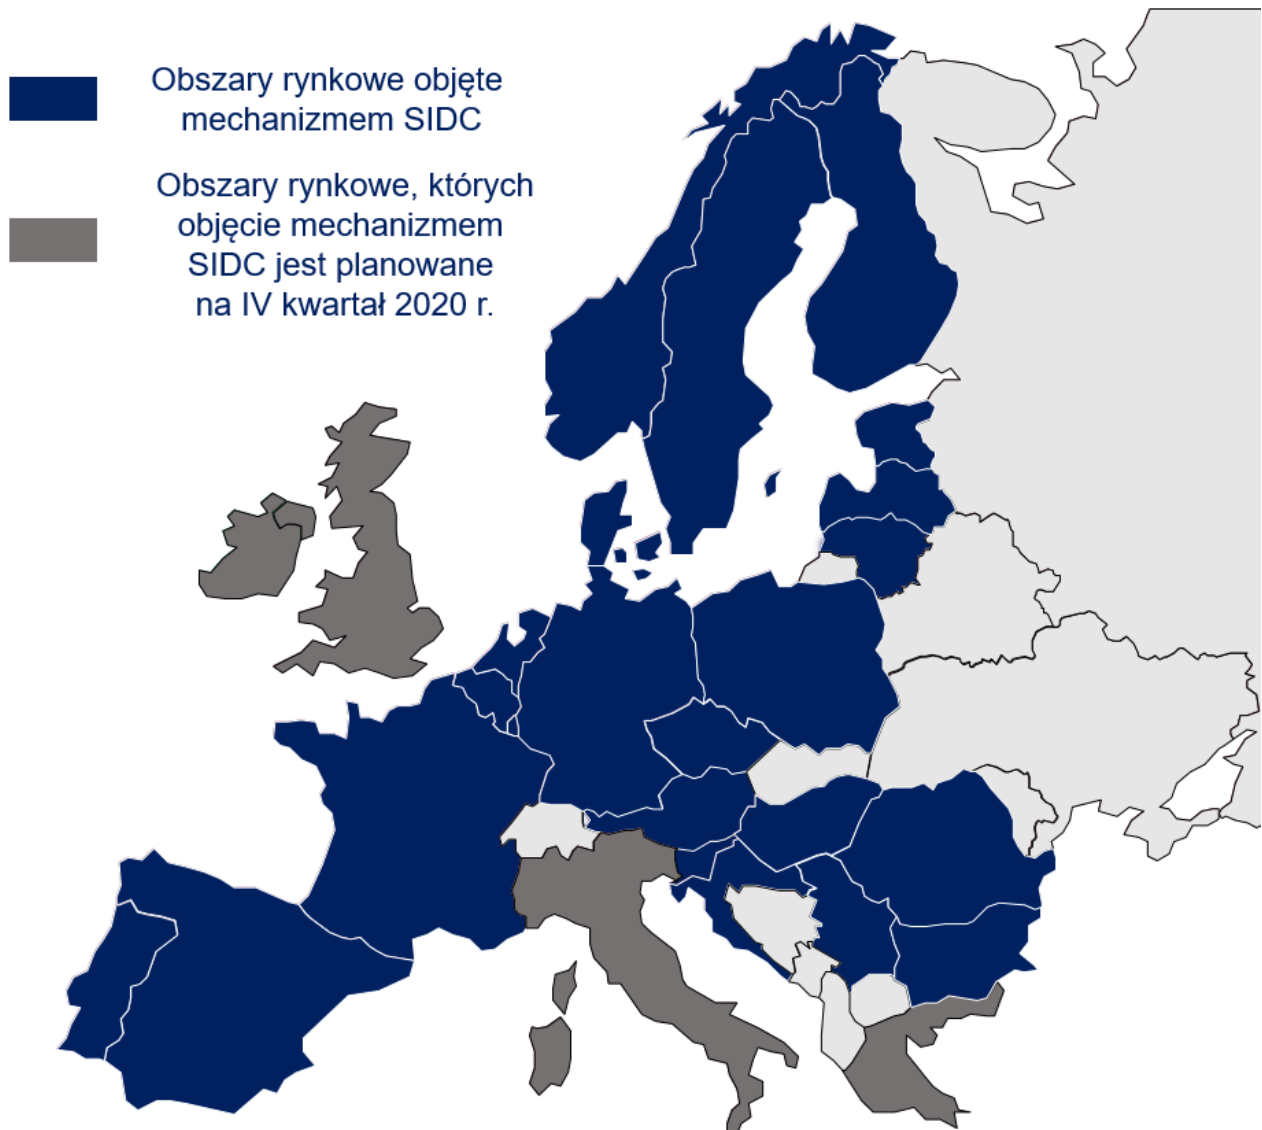 Obszary rynkowe objęte
mechanizmem SIDC
Obszary rynkowe, których
objęcie mechanizmem
SIDC jest planowane
na IV kwartał 2020 r.